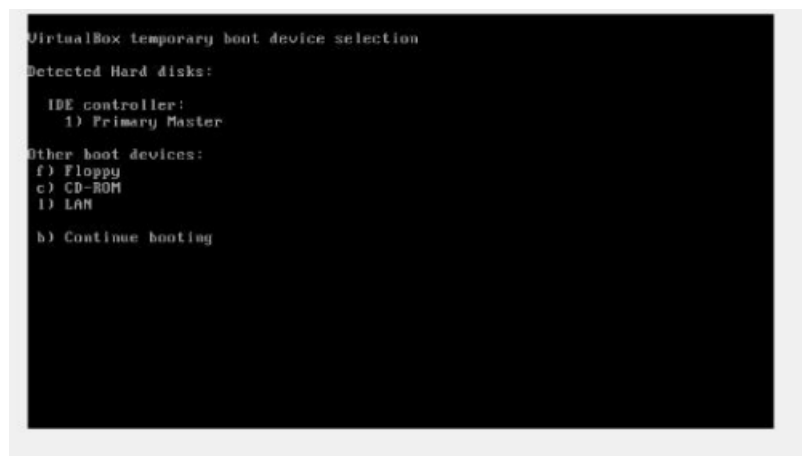 VirtualBox temporary boot device selection
Detected Hard disks:
IDE controller:
1) Primary Master
Other boot devices:
f) Floppy
c) CD-ROM
l) LAN
b) Continue booting